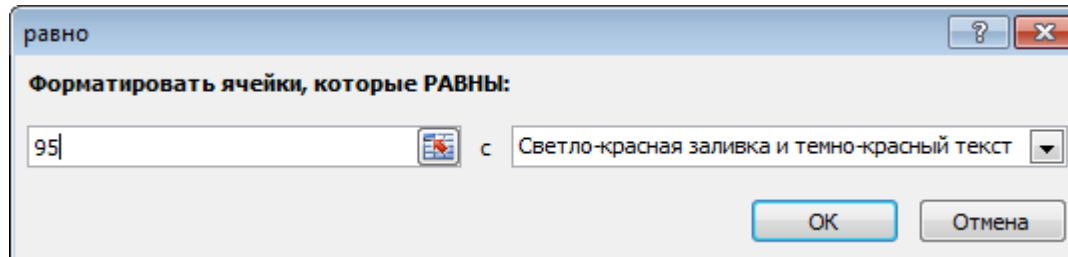 равно
Форматировать ячейки, которые РАВНЫ:
95 с Светло-красная заливка и темно-красный текст
ОК Отмена